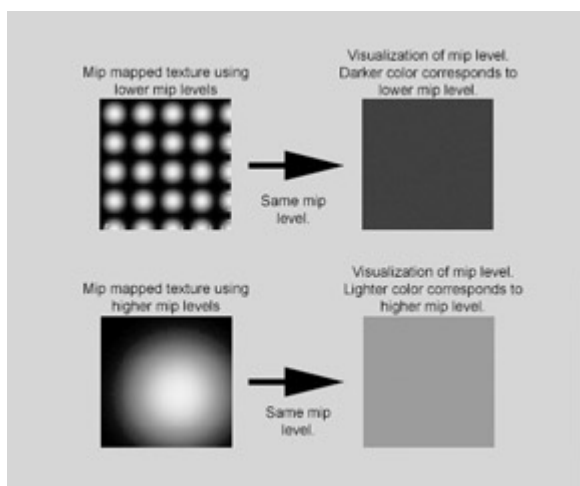 Mip mapped texture using
lower mip levels
Visualization of mip level.
Darker color corresponds to
lower mip level.
Same mip
level.
Mip mapped texture using
higher mip levels
Visualization of mip level.
Lighter color corresponds to
higher mip level.
Same mip
level.